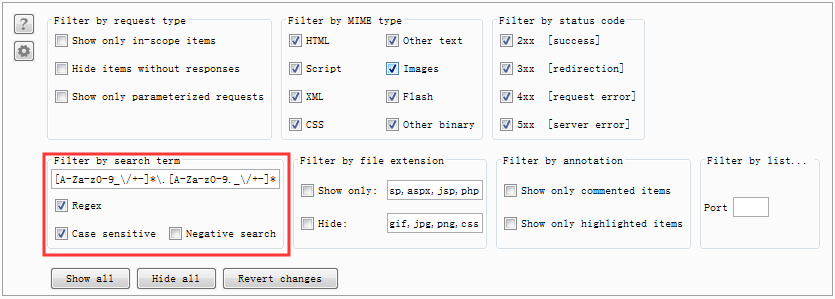 Filter by request type
Show only in-scope items
Hide items without responses
Show only parameterized requests
Filter by MIME type
HTML
Other text
Script
Images
XML
Flash
CSS
Other binary
Filter by status code
2xx [success]
3xx [redirection]
4xx [request error]
5xx [server error]
Filter by search term
[A-Za-z0-9_\/+-]*\.[A-Za-z0-9._\/+-]*
Regex
Case sensitive
Negative search
Filter by file extension
Show only:
sp,aspx,jsp,php
Hide:
gif,jpg,png,css
Filter by annotation
Show only commented items
Show only highlighted items
Filter by list...
Port
Show all
Hide all
Revert changes